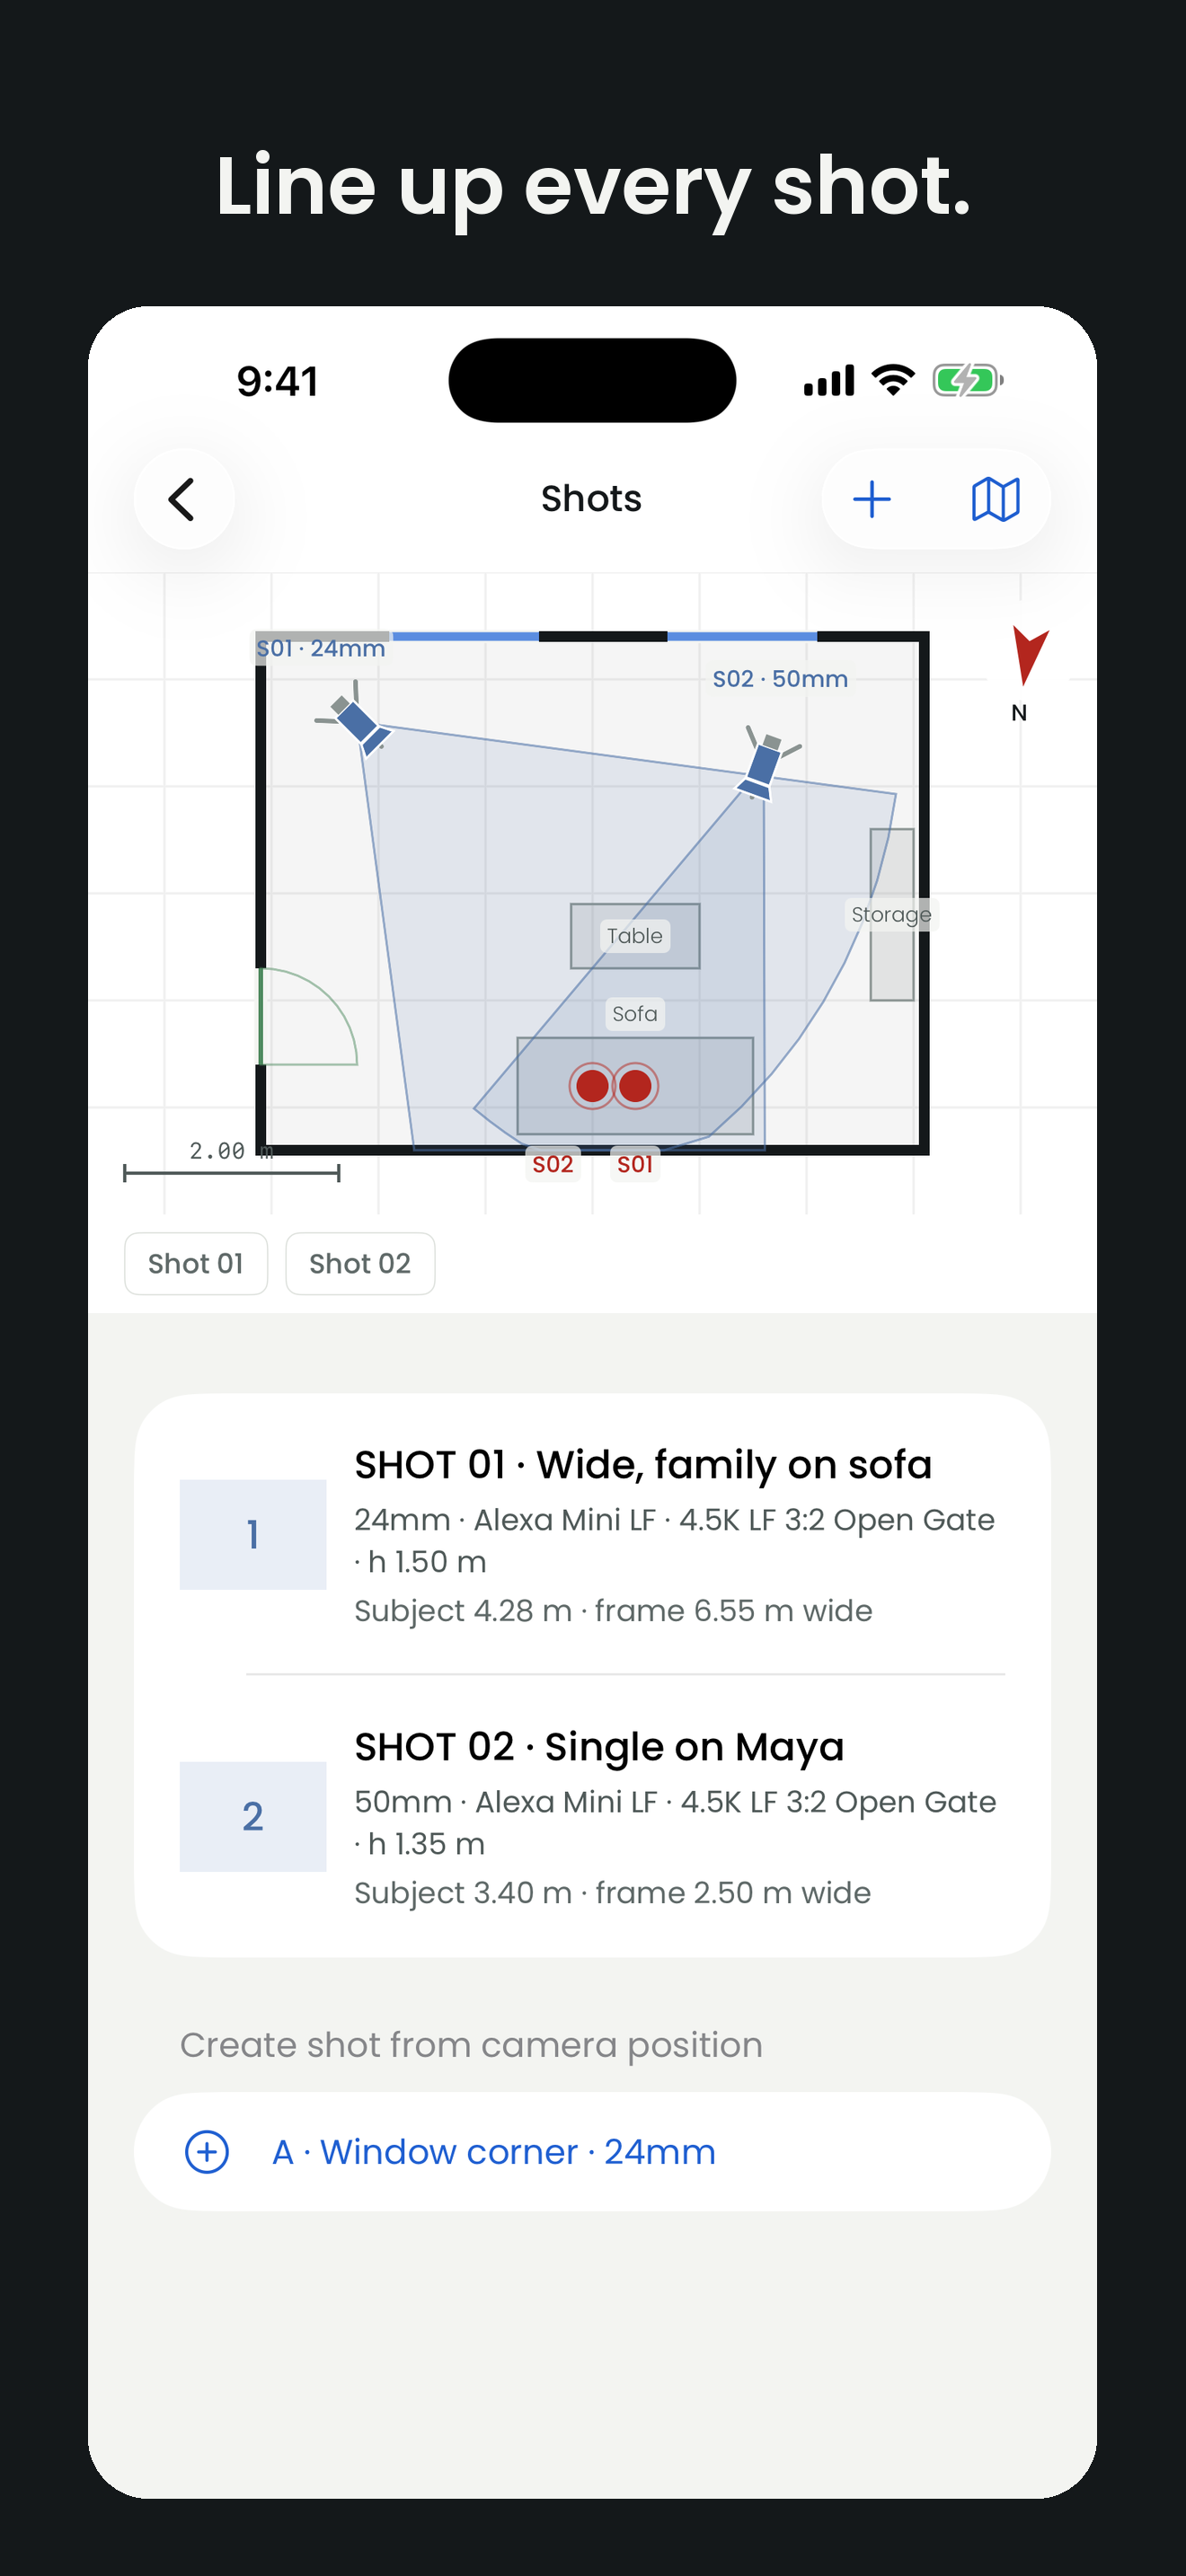 Line up every shot.
9:41
Shots
S01 · 24mm
S02 · 50mm
N
Table
Storage
Sofa
2.00 m
S02
S01
Shot 01
Shot 02
1
SHOT 01 · Wide, family on sofa
24mm · Alexa Mini LF · 4.5K LF 3:2 Open Gate
· h 1.50 m
Subject 4.28 m · frame 6.55 m wide
2
SHOT 02 · Single on Maya
50mm · Alexa Mini LF · 4.5K LF 3:2 Open Gate
· h 1.35 m
Subject 3.40 m · frame 2.50 m wide
Create shot from camera position
A · Window corner · 24mm